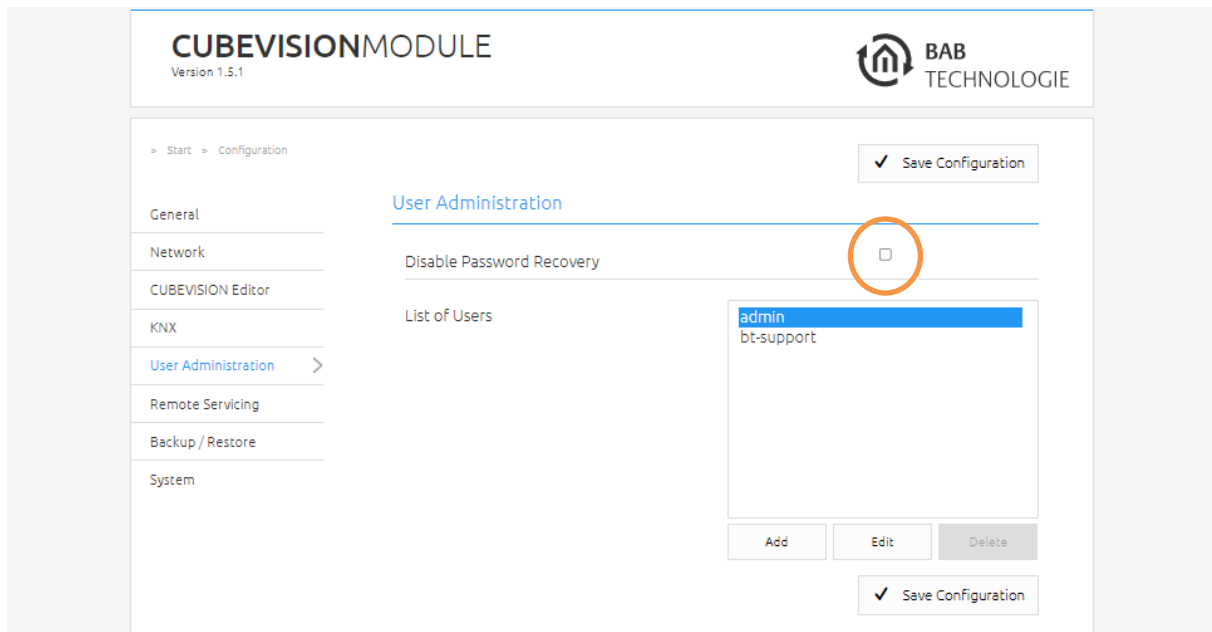 CUBEVISIONMODULE
Version 1.5.1
BAB
TECHNOLOGIE
» Start » Configuration
✓ Save Configuration
General
Network
CUBEVISION Editor
KNX
User Administration
Remote Servicing
Backup / Restore
System
User Administration
Disable Password Recovery
List of Users
admin
bt-support
Add Edit Delete
✓ Save Configuration